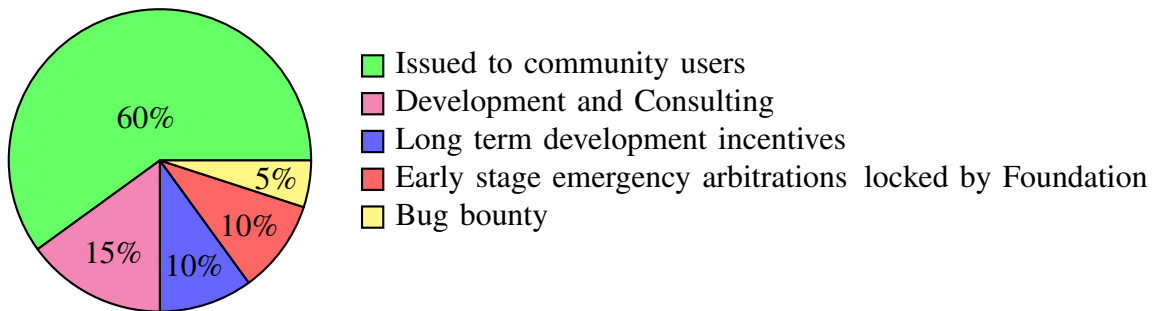 60%
15%
10%
10%
5%
Issued to community users
Development and Consulting
Long term development incentives
Early stage emergency arbitrations locked by Foundation
Bug bounty